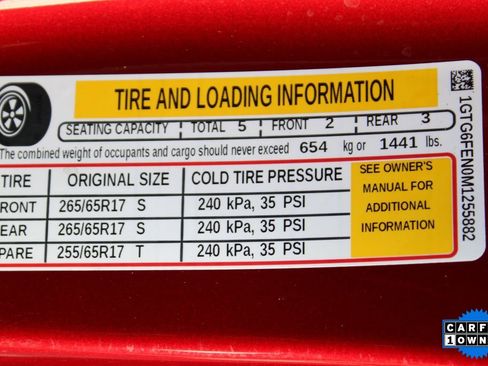 TIRE AND LOADING INFORMATION
SEATING CAPACITY TOTAL 5 FRONT 2 REAR 3
The combined weight of occupants and cargo should never exceed 654 kg or 1441 lbs.
TIRE ORIGINAL SIZE COLD TIRE PRESSURE
RONT 265/65R17 S 240 kPa, 35 PSI
EAR 265/65R17 S 240 kPa, 35 PSI
PARE 255/65R17 T 240 kPa, 35 PSI
SEE OWNER'S
MANUAL FOR
ADDITIONAL
INFORMATION
1GTG6FEN0M1255882
CARF
1 OWN